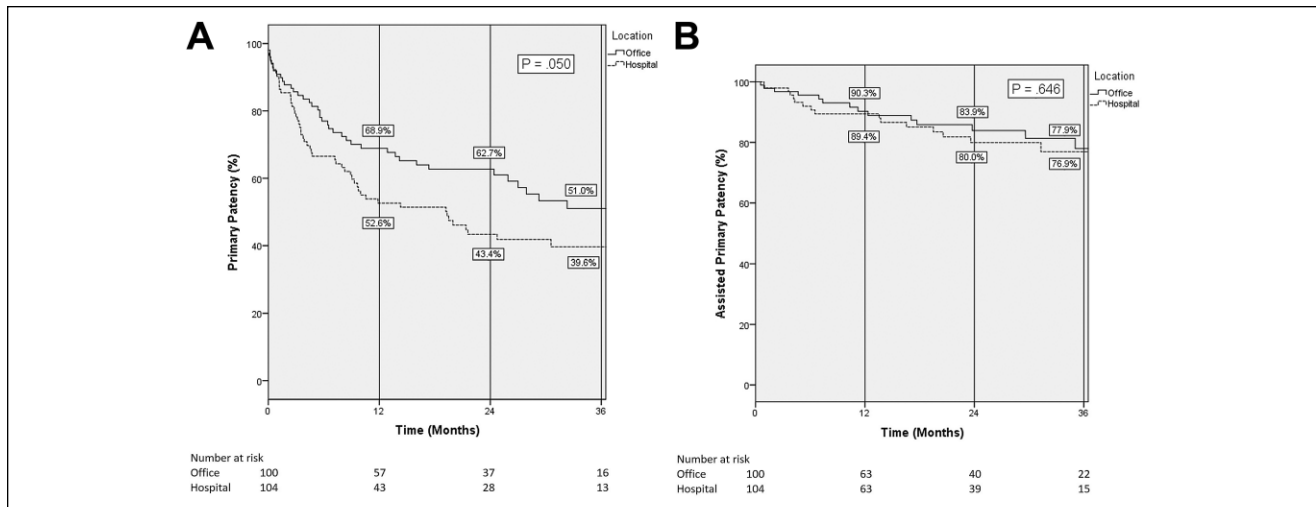 A
Location
Office
Hospital
P = .050
Primary Patency (%)
100
80
60
40
20
0
68.9%
62.7%
51.0%
52.6%
43.4%
39.6%
0 12 24 36
Time (Months)
Number at risk
Office 100 57 37 16
Hospital 104 43 28 13
B
Location
Office
Hospital
P = .646
Assisted Primary Patency (%)
100
80
60
40
20
0
90.3%
83.9%
77.9%
89.4%
80.0%
76.9%
0 12 24 36
Time (Months)
Number at risk
Office 100 63 40 22
Hospital 104 63 39 15